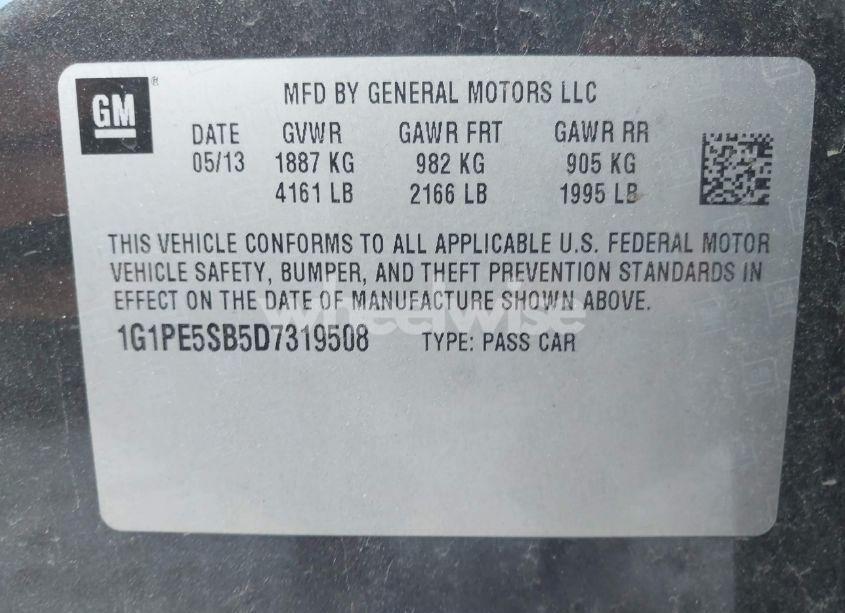 GM ®
MFD BY GENERAL MOTORS LLC
DATE GVWR GAWR FRT GAWR RR
05/13 1887 KG 982 KG 905 KG
4161 LB 2166 LB 1995 LB
THIS VEHICLE CONFORMS TO ALL APPLICABLE U.S. FEDERAL MOTOR
VEHICLE SAFETY, BUMPER, AND THEFT PREVENTION STANDARDS IN
EFFECT ON THE DATE OF MANUFACTURE SHOWN ABOVE.
wheelwise
1G1PE5SB5D7319508 TYPE: PASS CAR